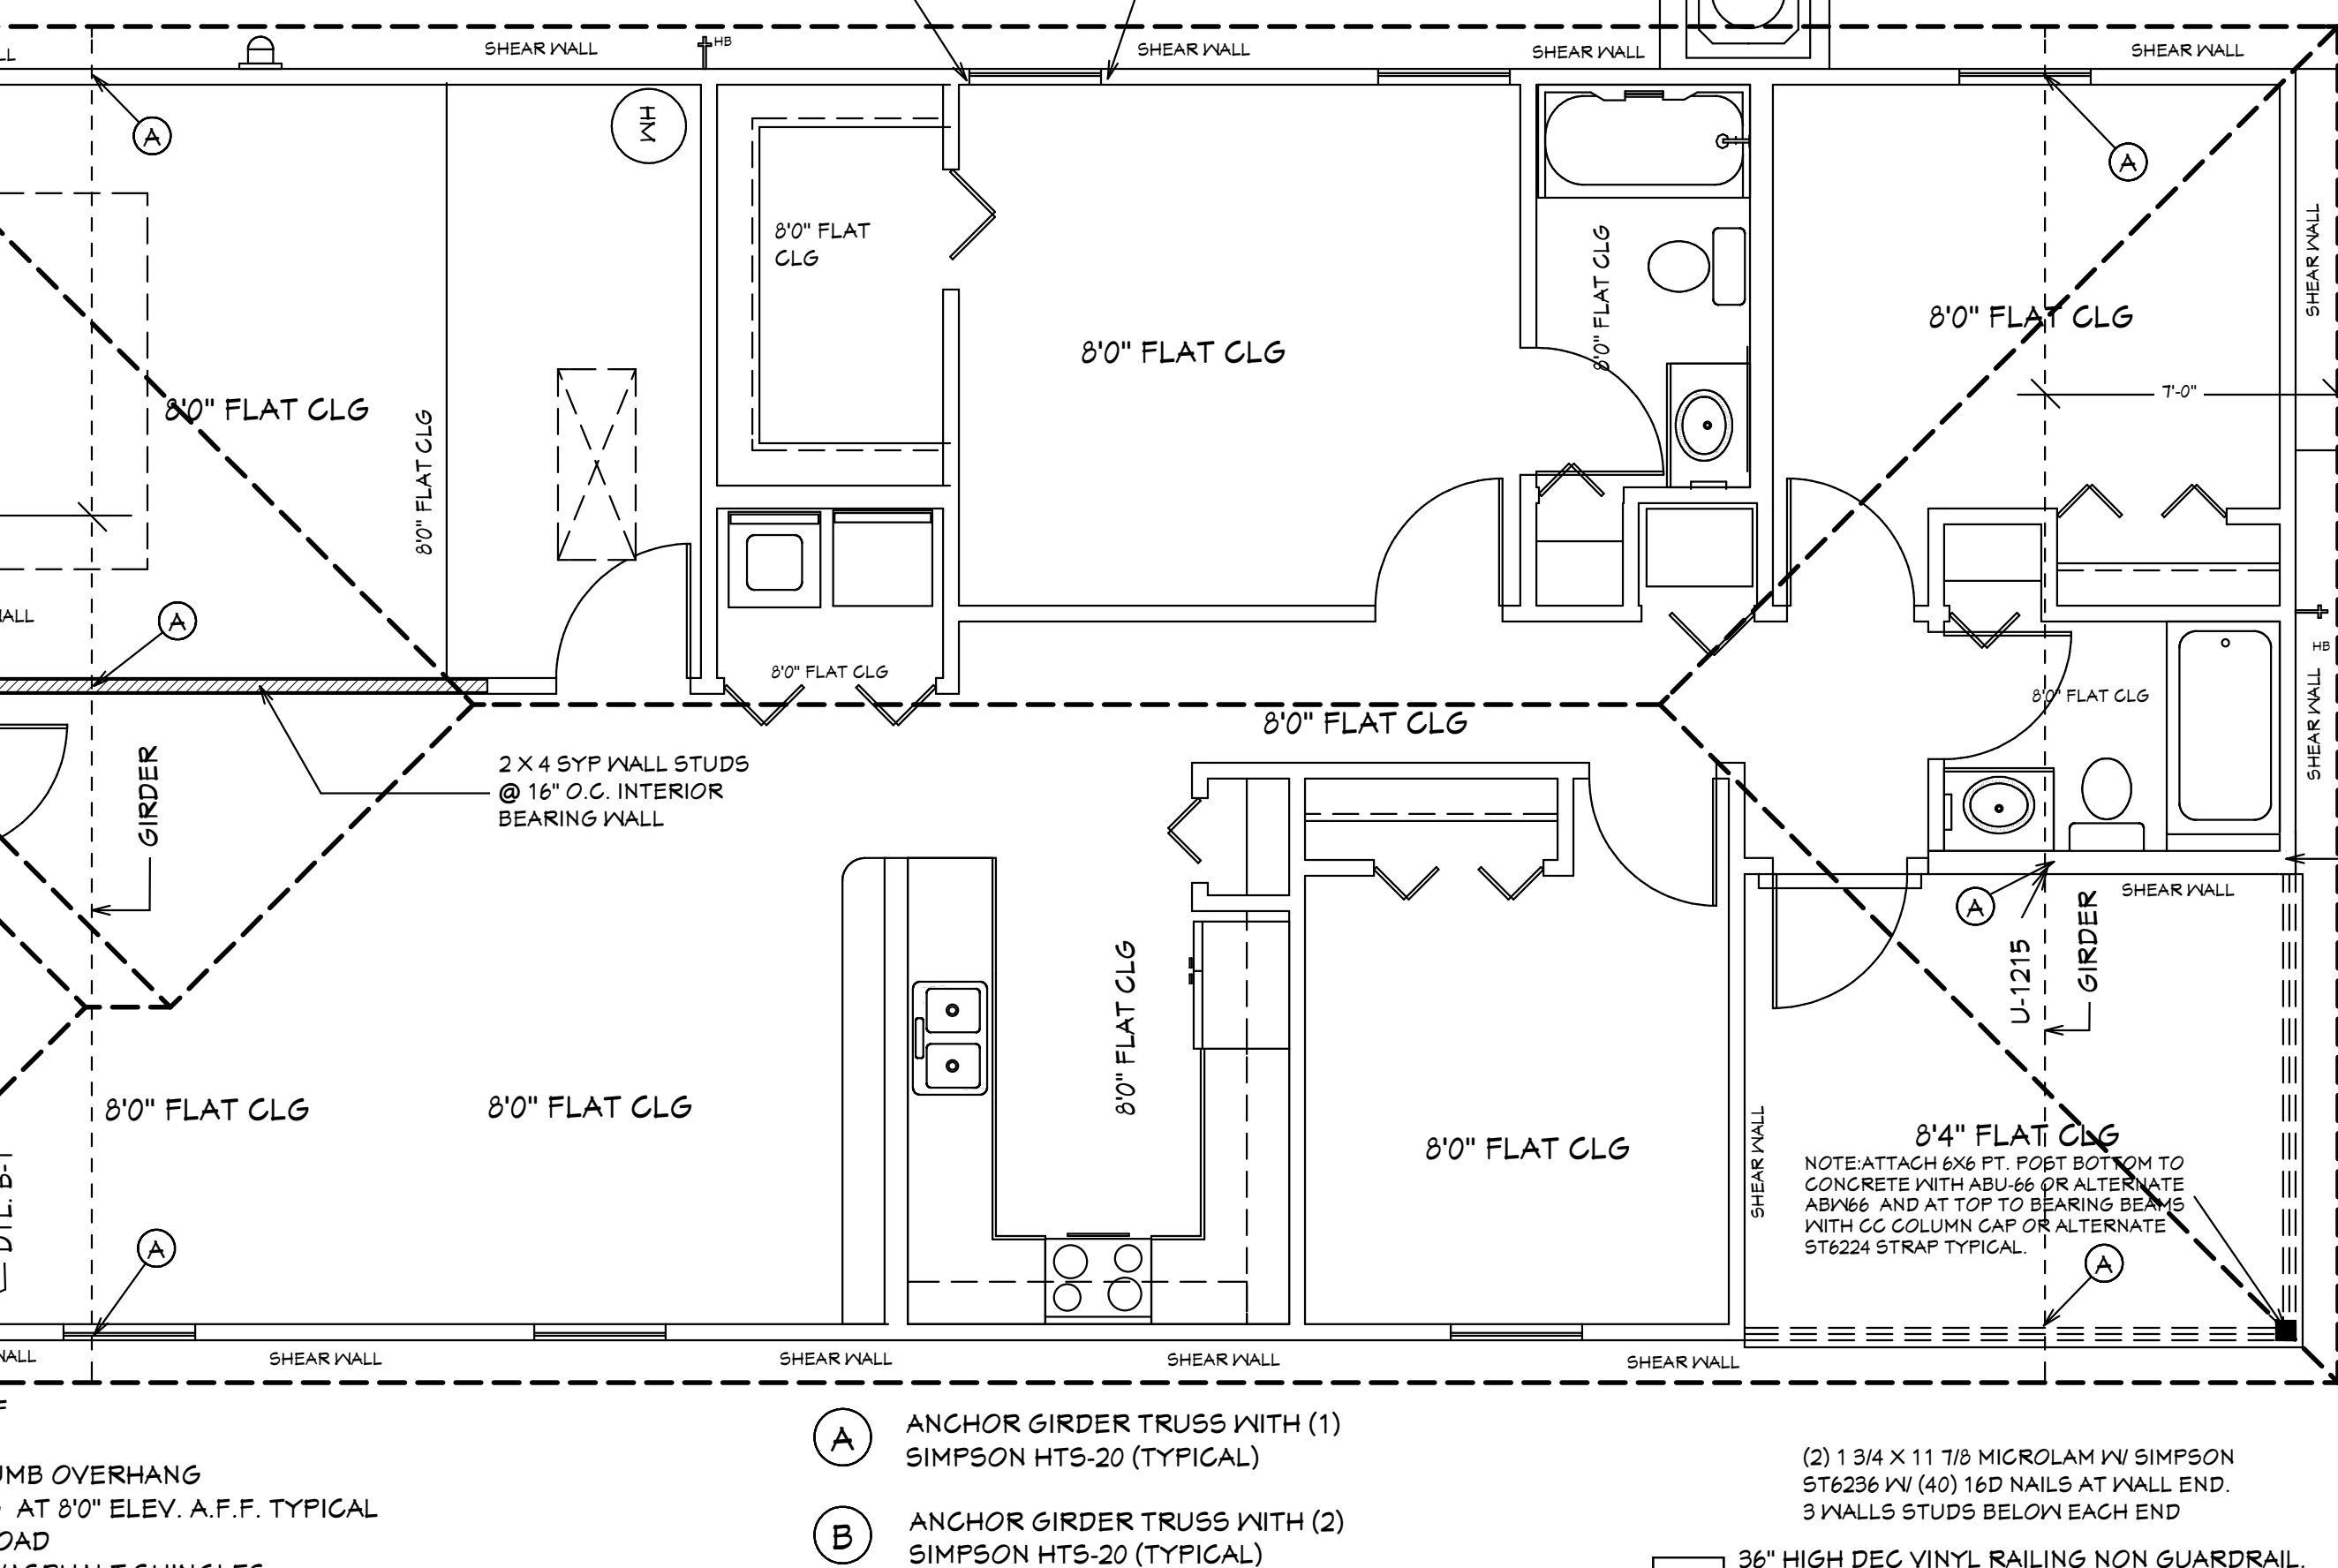 SHEAR WALL
HB
SHEAR WALL
SHEAR WALL
SHEAR WALL
A
HW
A
8'0" FLAT
CLG
8'0" FLAT CLG
SHEAR WALL
8'0" FLAT CLG
8'0" FLAT CLG
8'0" FLAT CLG
7'-0"
8'0" FLAT CLG
A
8'0" FLAT CLG
HB
8'0" FLAT CLG
8'0" FLAT CLG
SHEAR WALL
GIRDER
2 X 4 SYP WALL STUDS
@ 16" O.C. INTERIOR
BEARING WALL
SHEAR WALL
A
8'0" FLAT CLG
U-1215
GIRDER
8'0" FLAT CLG
8'0" FLAT CLG
8'0" FLAT CLG
SHEAR WALL
8'4" FLAT CLG
NOTE:ATTACH 6X6 PT. POST BOTTOM TO
CONCRETE WITH ABU-66 OR ALTERNATE
ABW66 AND AT TOP TO BEARING BEAMS
WITH CC COLUMN CAP OR ALTERNATE
ST6224 STRAP TYPICAL.
DTL. B-1
A
A
SHEAR WALL
SHEAR WALL
SHEAR WALL
SHEAR WALL
A
ANCHOR GIRDER TRUSS WITH (1)
SIMPSON HTS-20 (TYPICAL)
OVERHANG
AT 8'0" ELEV. A.F.F. TYPICAL
B
ANCHOR GIRDER TRUSS WITH (2)
SIMPSON HTS-20 (TYPICAL)
(2) 1 3/4 X 11 7/8 MICROLAM W/ SIMPSON
ST6236 W/ (40) 16D NAILS AT WALL END.
3 WALLS STUDS BELOW EACH END
36" HIGH DEC VINYL RAILING NON GUARDRAIL.